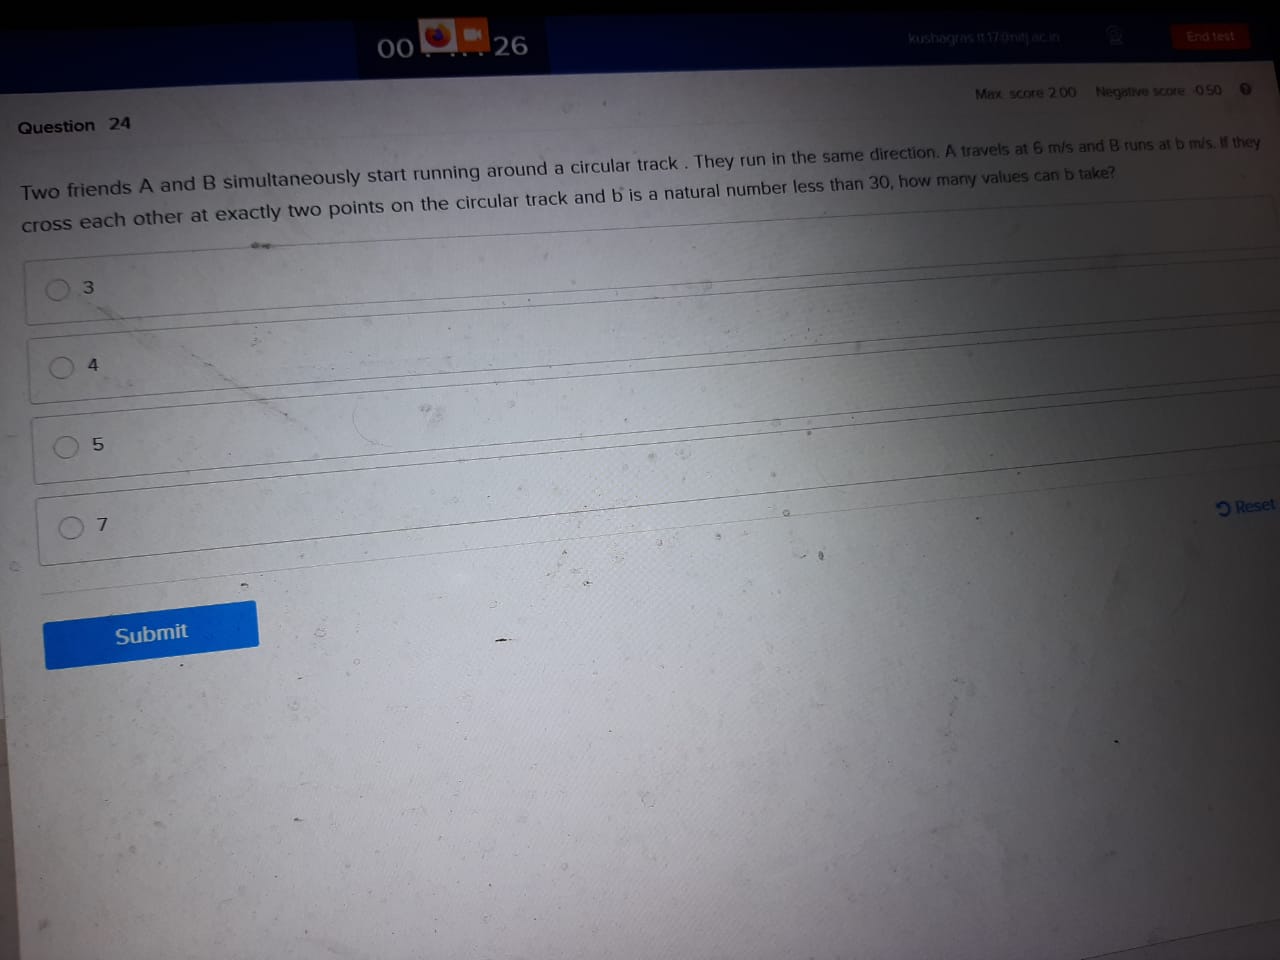 00 26
kushagras.tt.17@nitj.ac.in
End test
Max. score 2.00 Negative score -0.50
Question 24
Two friends A and B simultaneously start running around a circular track . They run in the same direction. A travels at 6 m/s and B runs at b m/s. If they
cross each other at exactly two points on the circular track and b is a natural number less than 30, how many values can b take?
3
4
5
7
Reset
Submit